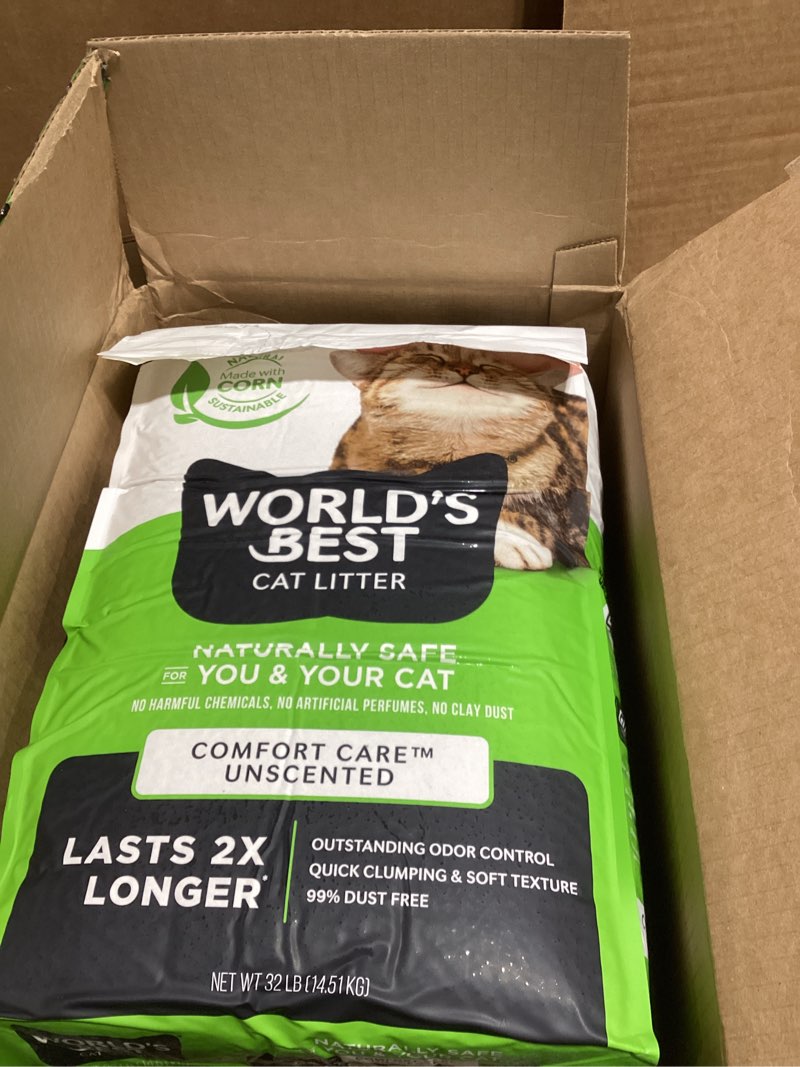 NATURAL
Made with
CORN
SUSTAINABLE
WORLD'S
BEST
CAT LITTER
NATURALLY SAFE
FOR YOU & YOUR CAT
NO HARMFUL CHEMICALS, NO ARTIFICIAL PERFUMES, NO CLAY DUST
COMFORT CARE™
UNSCENTED
LASTS 2X
LONGER*
OUTSTANDING ODOR CONTROL
QUICK CLUMPING & SOFT TEXTURE
99% DUST FREE
NET WT 32 LB (14.51 KG)
WORLD'S
CAT
NATURALLY SAFE